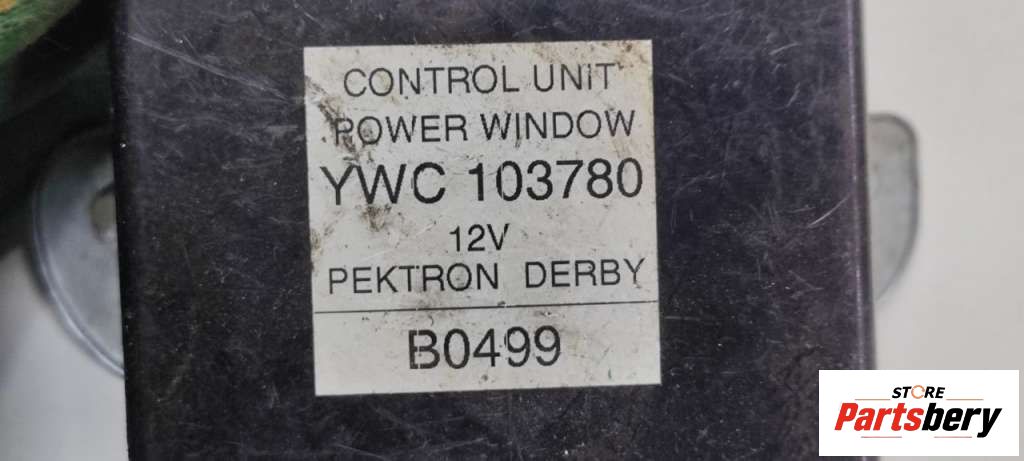 CONTROL UNIT
POWER WINDOW
YWC 103780
12V
PEKTRON DERBY
B0499
STORE
Partsbery